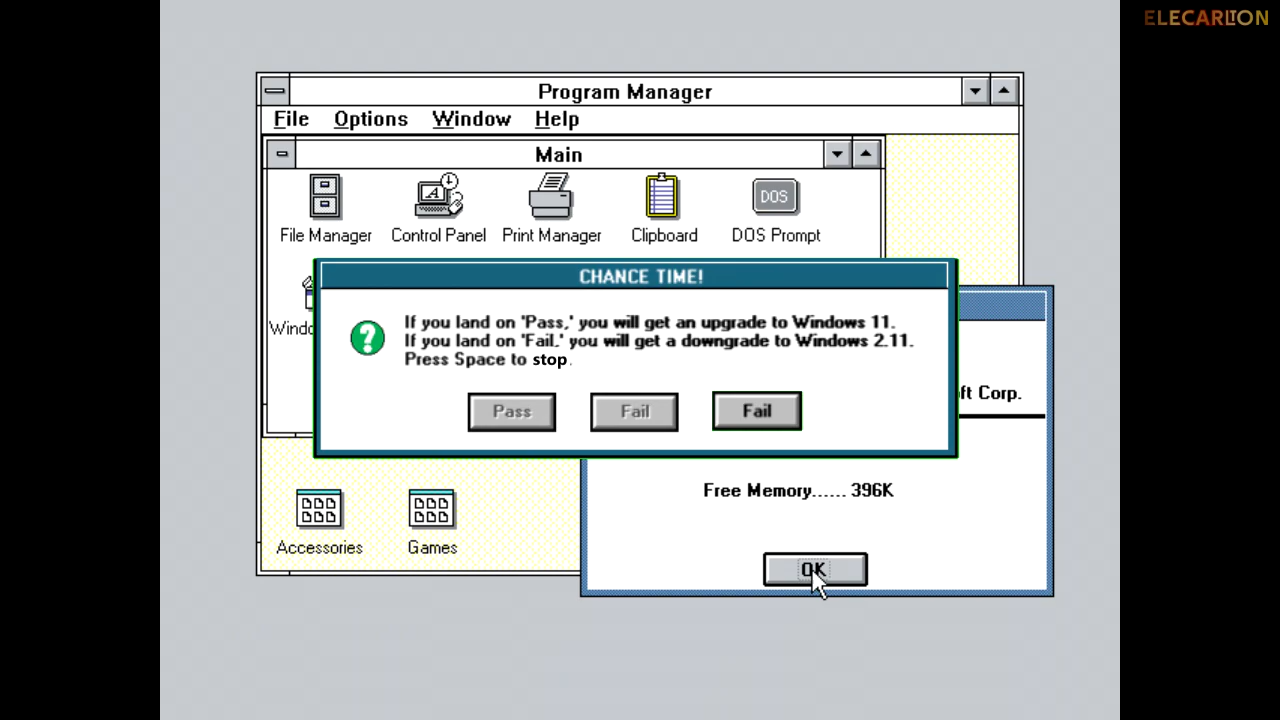 ELECARLTON
Program Manager
File Options Window Help
Main
File Manager Control Panel Print Manager Clipboard DOS Prompt
DOS
CHANCE TIME!
If you land on 'Pass,' you will get an upgrade to Windows 11.
If you land on 'Fail,' you will get a downgrade to Windows 2.11.
Press Space to stop.
Pass Fail Fail
ft Corp.
Free Memory...... 396K
Accessories Games
OK